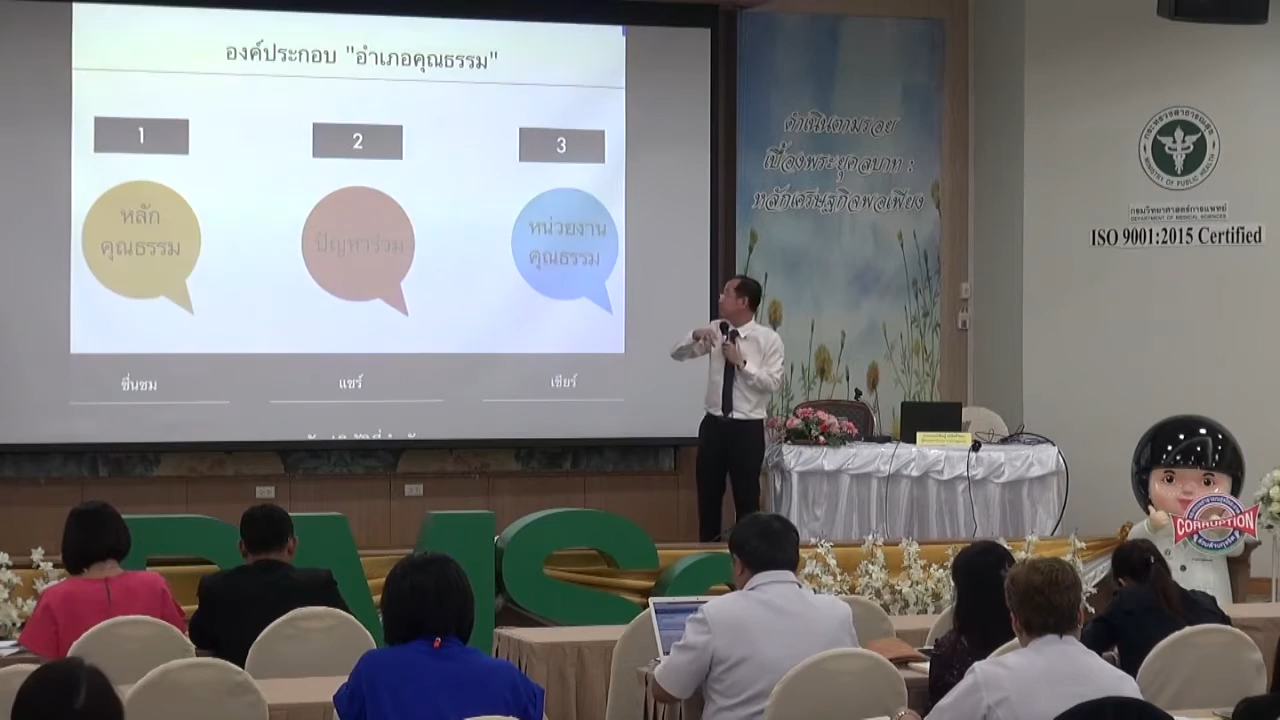 องค์ประกอบ "อำเภอคุณธรรม"
1
2
3
หลัก
คุณธรรม
ปัญหาร่วม
หน่วยงาน
คุณธรรม
ชื่นชม
แชร์
เชียร์
ดำเนินตามรอย
เบื้องพระยุคลบาท :
หลักเศรษฐกิจพอเพียง
กระทรวงสาธารณสุข
MINISTRY OF PUBLIC HEALTH
กรมวิทยาศาสตร์การแพทย์
DEPARTMENT OF MEDICAL SCIENCES
ISO 9001:2015 Certified
CORRUPTION